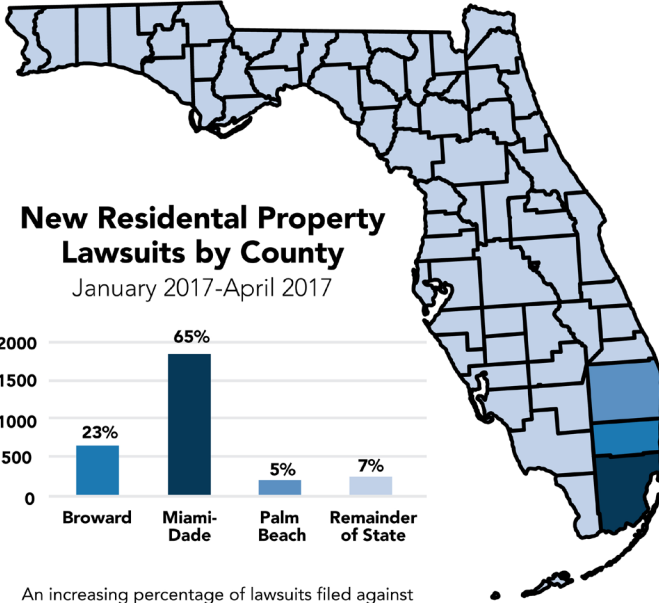 New Residential Property
Lawsuits by County
January 2017-April 2017
2000
1500
1000
500
0
23%
65%
5%
7%
Broward
Miami-
Dade
Palm
Beach
Remainder
of State
An increasing percentage of lawsuits filed against